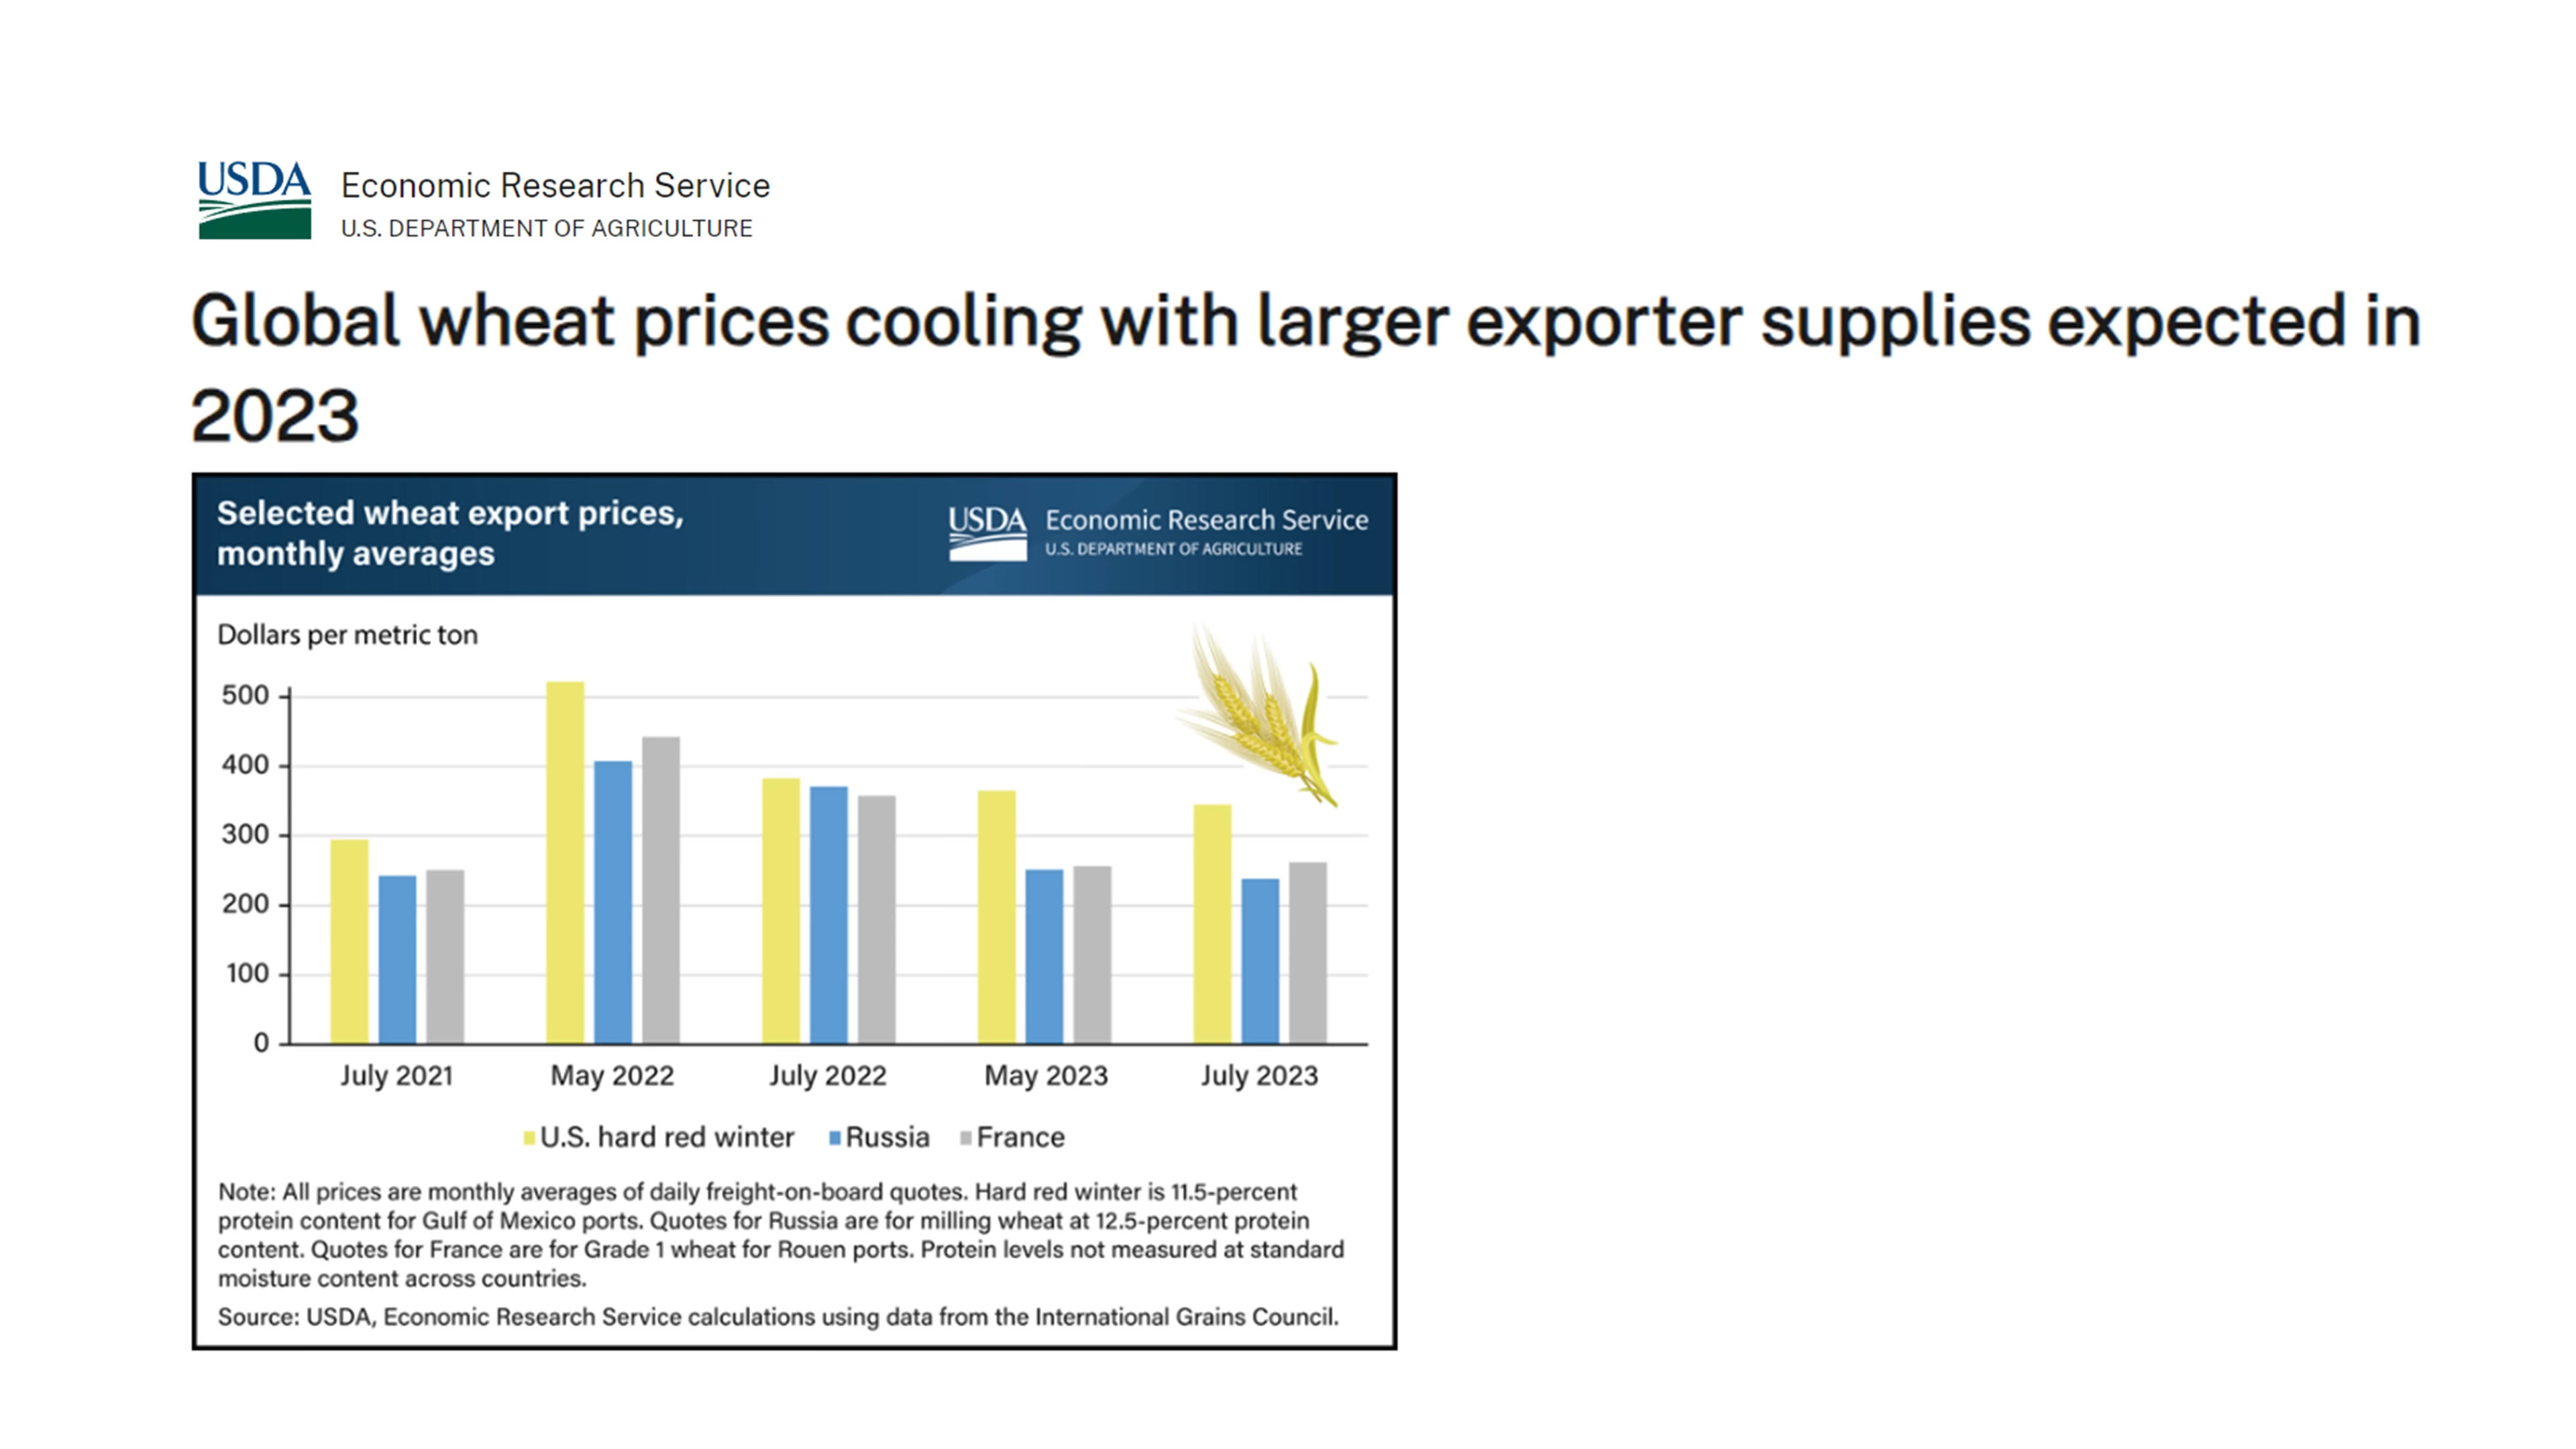 USDA
Economic Research Service
U.S. DEPARTMENT OF AGRICULTURE
Global wheat prices cooling with larger exporter supplies expected in
2023
Selected wheat export prices,
monthly averages
USDA
Economic Research Service
U.S. DEPARTMENT OF AGRICULTURE
Dollars per metric ton
500
400
300
200
100
0
July 2021
May 2022
July 2022
May 2023
July 2023
U.S. hard red winter
Russia
France
Note: All prices are monthly averages of daily freight-on-board quotes. Hard red winter is 11.5-percent
protein content for Gulf of Mexico ports. Quotes for Russia are for milling wheat at 12.5-percent protein
content. Quotes for France are for Grade 1 wheat for Rouen ports. Protein levels not measured at standard
moisture content across countries.
Source: USDA, Economic Research Service calculations using data from the International Grains Council.